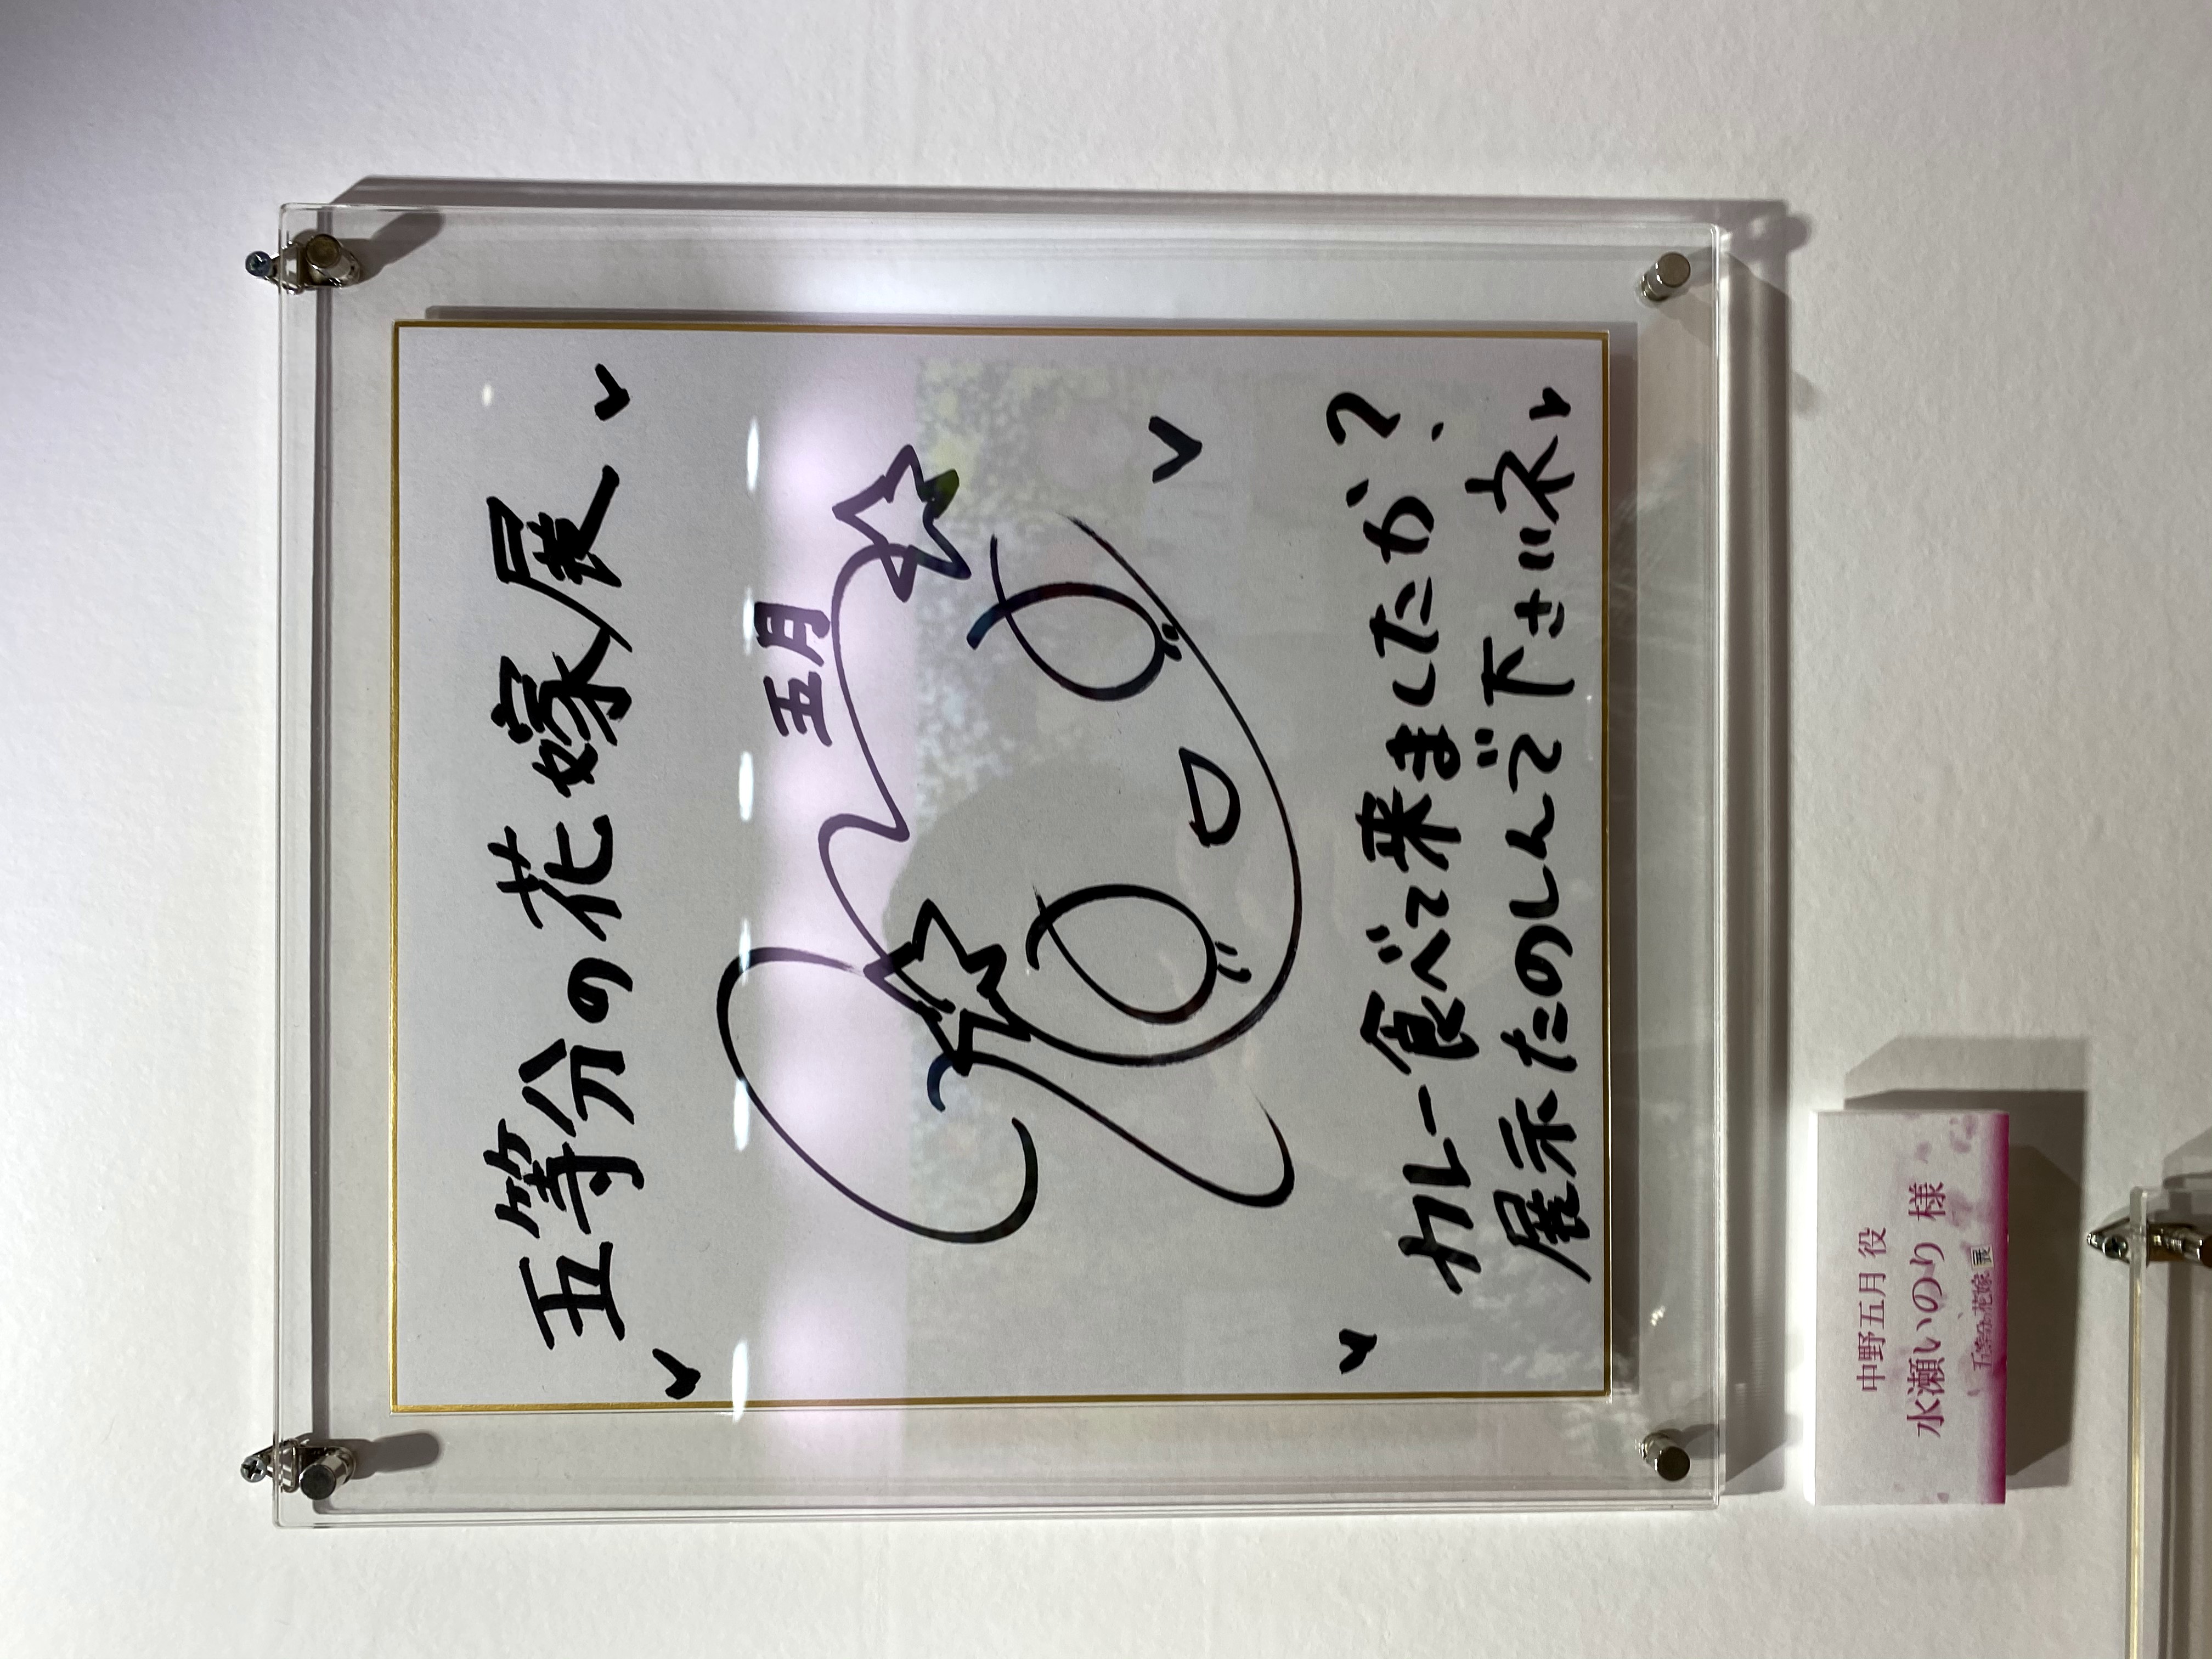 五等分の花嫁展
五月
カレー食べて来ましたか?
展示たのしんで下さいネ
中野五月 役
水瀬いのり 様
五等分の花嫁展